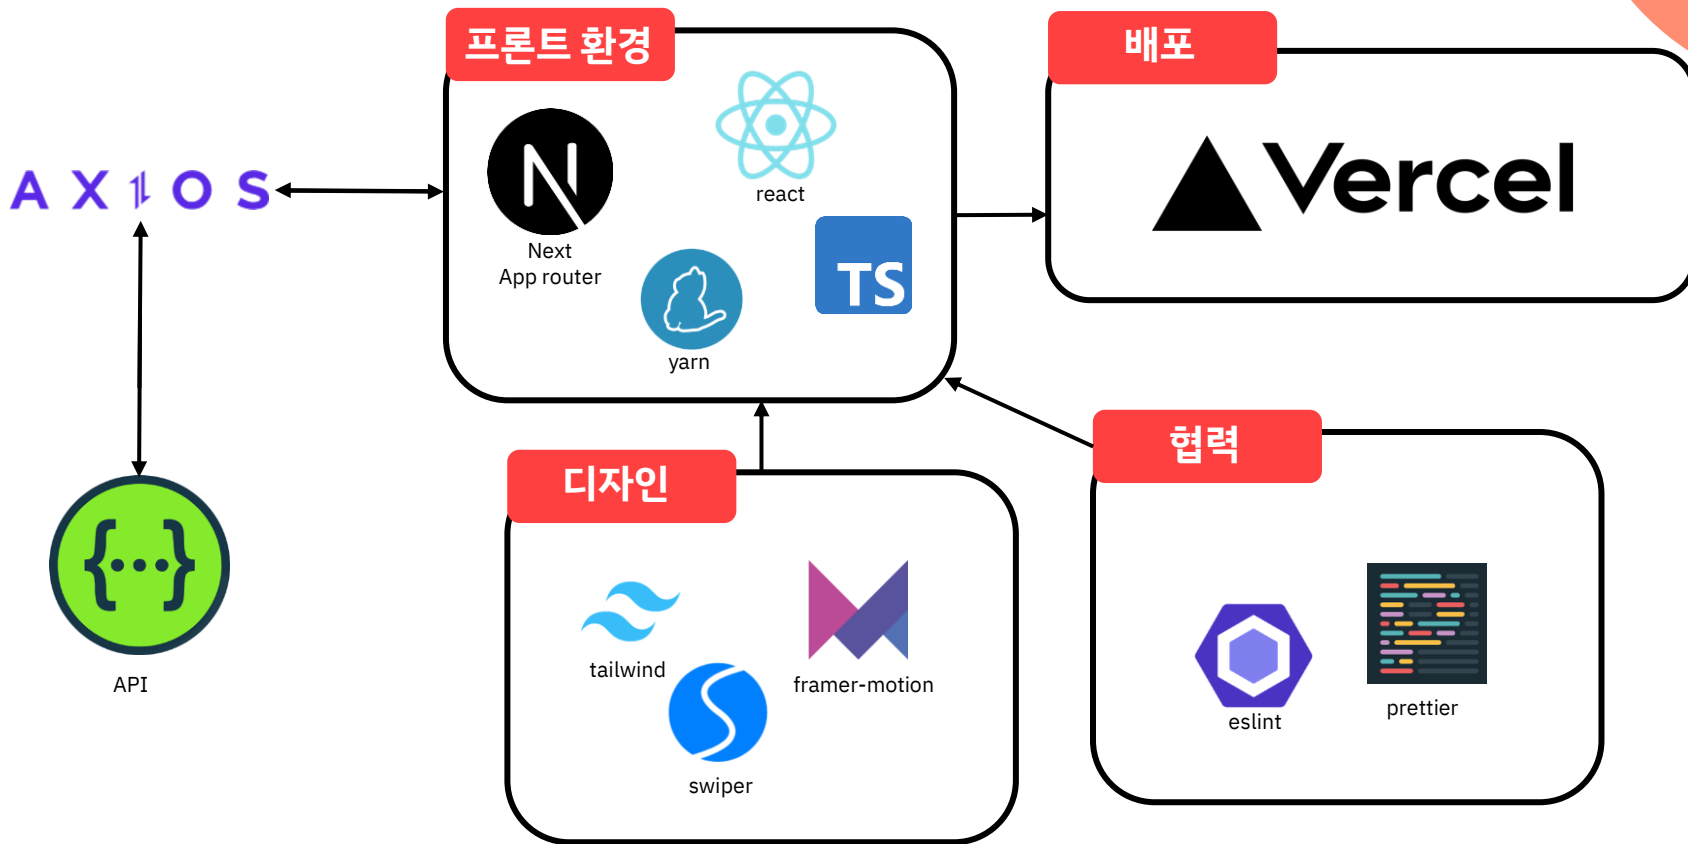 프론트 환경
배포
AXIOS
react
Vercel
Next
App router
TS
yarn
디자인
협력
API
tailwind
framer-motion
swiper
eslint
prettier